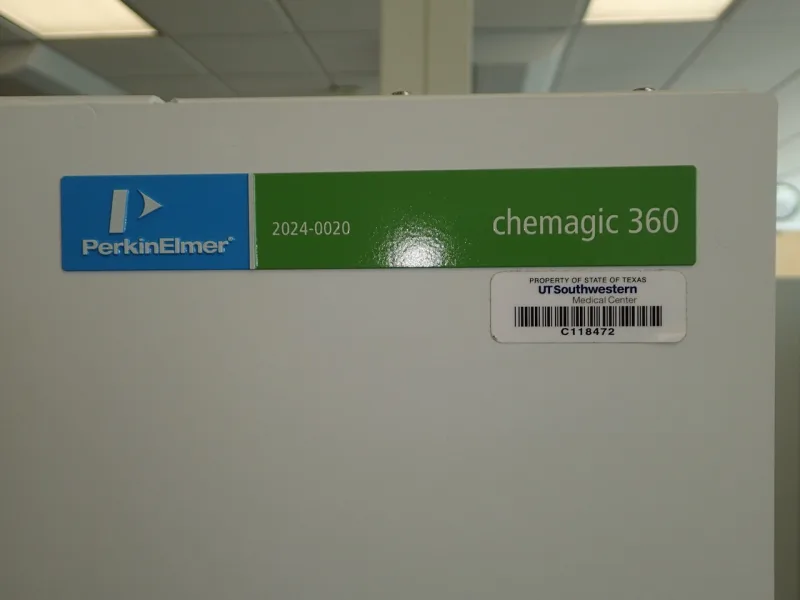 PerkinElmer®
2024-0020
chemagic 360
PROPERTY OF STATE OF TEXAS
UTSouthwestern
Medical Center
C118472